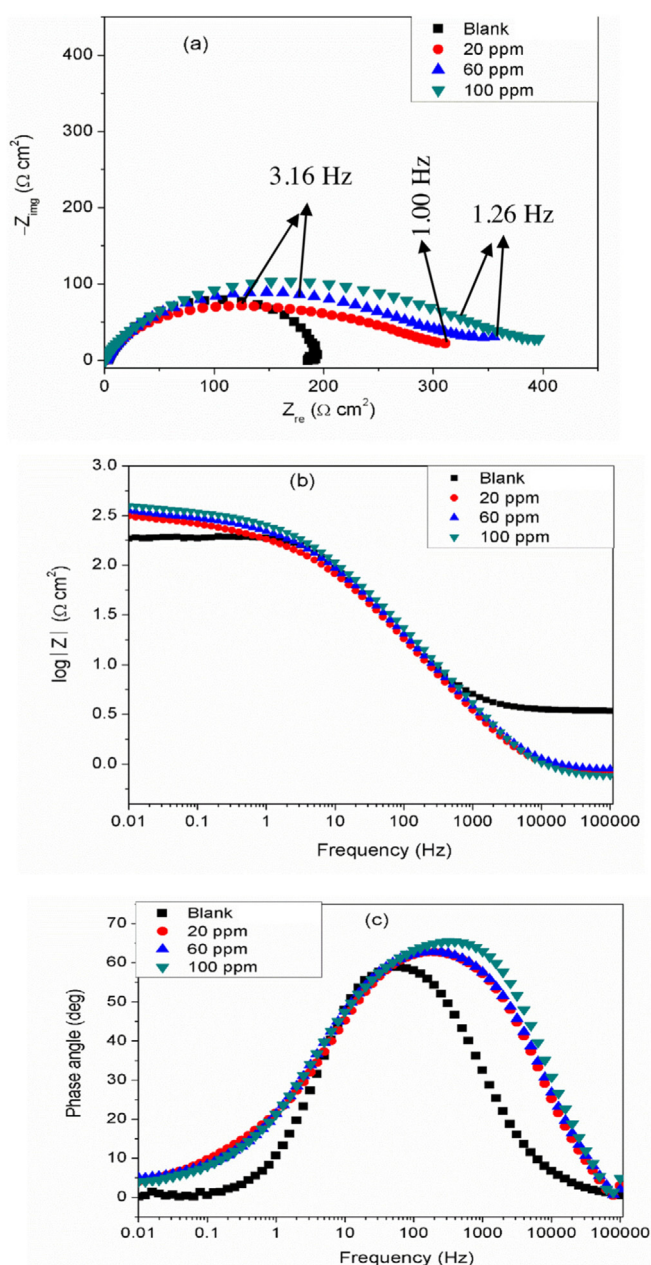 (a)
Blank
20 ppm
60 ppm
100 ppm
400
300
200
100
0
–Zimg (Ω cm²)
3.16 Hz
1.00 Hz
1.26 Hz
0 100 200 300 400
Zre (Ω cm²)
(b)
Blank
20 ppm
60 ppm
100 ppm
3.0
2.5
2.0
1.5
1.0
0.5
0.0
log|Z| (Ω cm²)
0.01 0.1 1 10 100 1000 10000 100000
Frequency (Hz)
(c)
Blank
20 ppm
60 ppm
100 ppm
70
60
50
40
30
20
10
0
Phase angle (deg)
0.01 0.1 1 10 100 1000 10000 100000
Frequency (Hz)